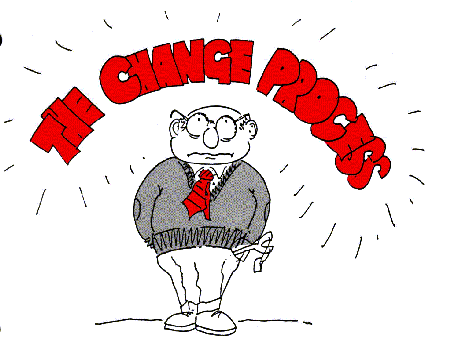 THE CHANGE PROCESS